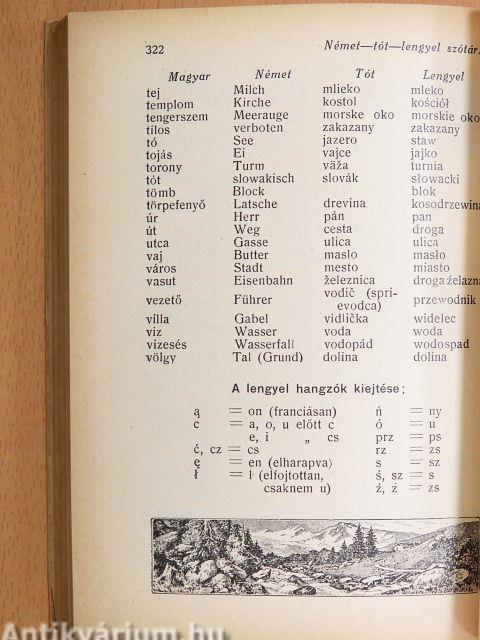 322 Német—tót—lengyel szótár.
Magyar Német Tót Lengyel
tej Milch mlieko mleko
templom Kirche kostol kościół
tengerszem Meerauge morske oko morskie oko
tilos verboten zakazany zakazany
tó See jazero staw
tojás Ei vajce jajko
torony Turm väža turnia
tót slowakisch slovák słowacki
tömb Block blok
törpefenyő Latsche drevina kosodrzewina
úr Herr pán pan
út Weg cesta droga
utca Gasse ulica ulica
vaj Butter maslo masło
város Stadt mesto miasto
vasut Eisenbahn železnica droga żelazna
vezető Führer vodič (sprievodca) przewodnik
villa Gabel vidlička widelec
viz Wasser voda woda
vizesés Wasserfall vodopád wodospad
völgy Tal (Grund) dolina dolina
A lengyel hangzók kiejtése:
ą = on (franciásan) ń = ny
c = a, o, u előtt c ó = u
e, i „ cs prz = ps
ć, cz = cs rz = zs
ę = en (elharapva) s = sz
ł = l (elfojtottan, ś, sz = s
csaknem u) ź, ż = zs
Antikvárium.hu